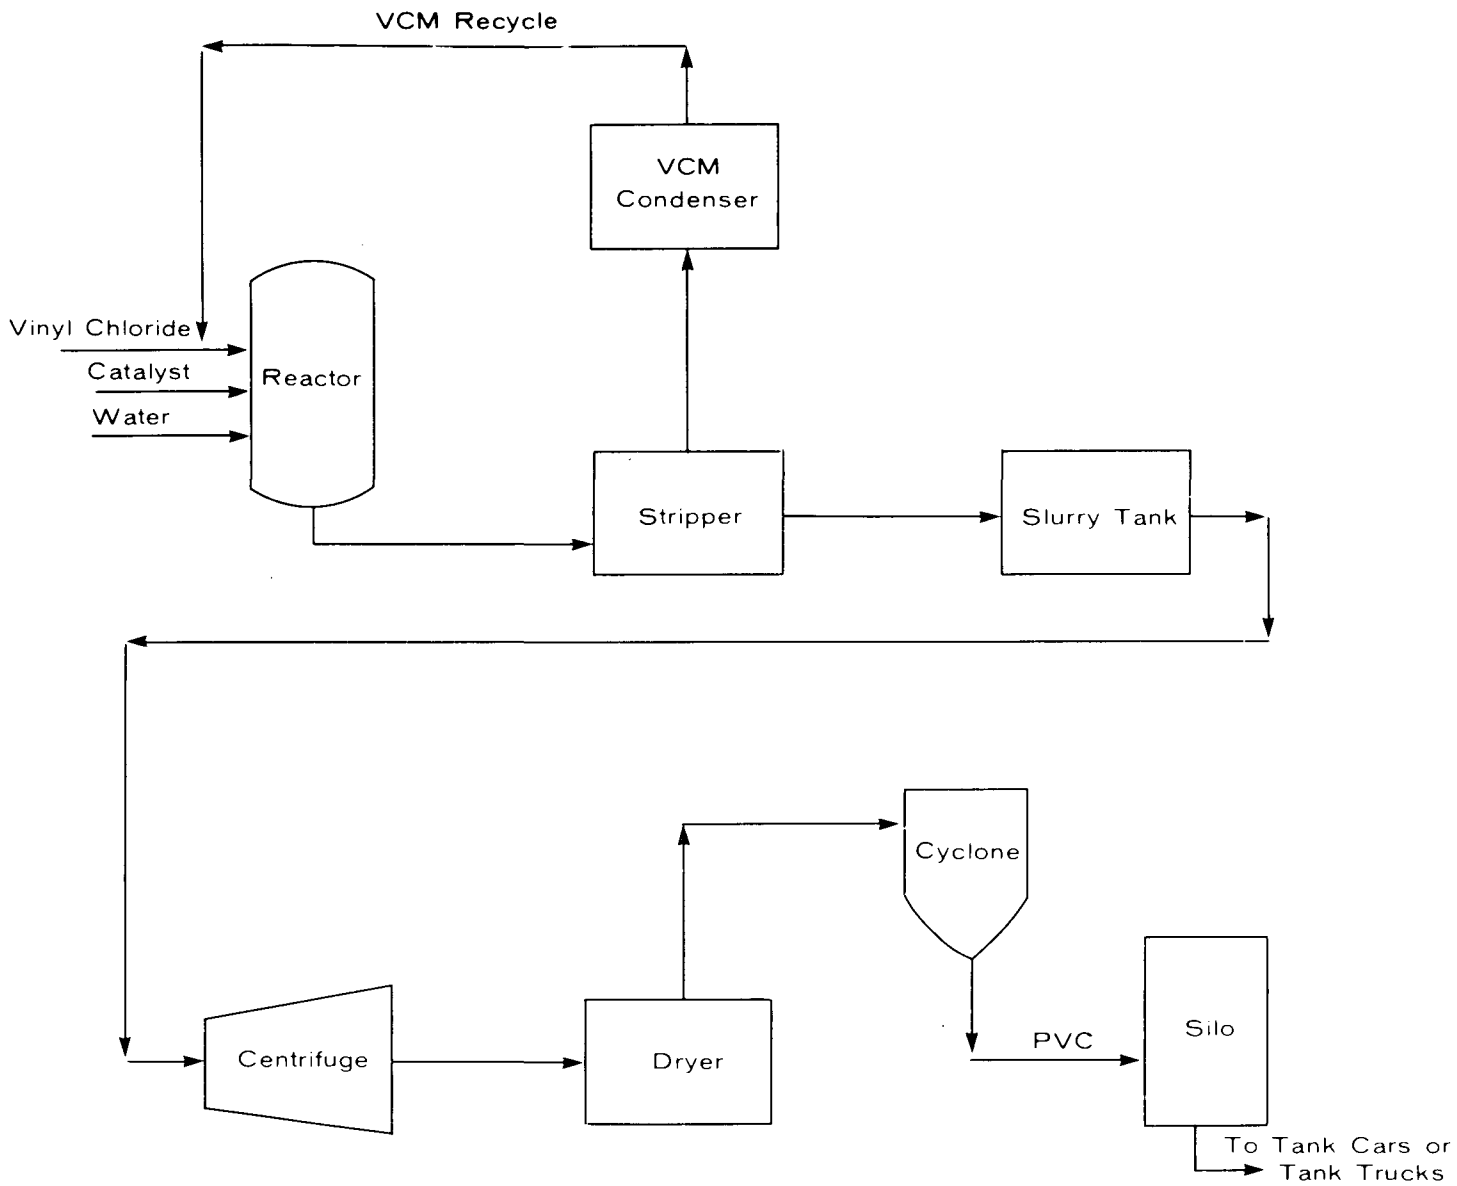 VCM Recycle
VCM
Condenser
Vinyl Chloride
Catalyst
Water
Reactor
Stripper
Slurry Tank
Cyclone
Centrifuge
Dryer
PVC
Silo
To Tank Cars or
Tank Trucks